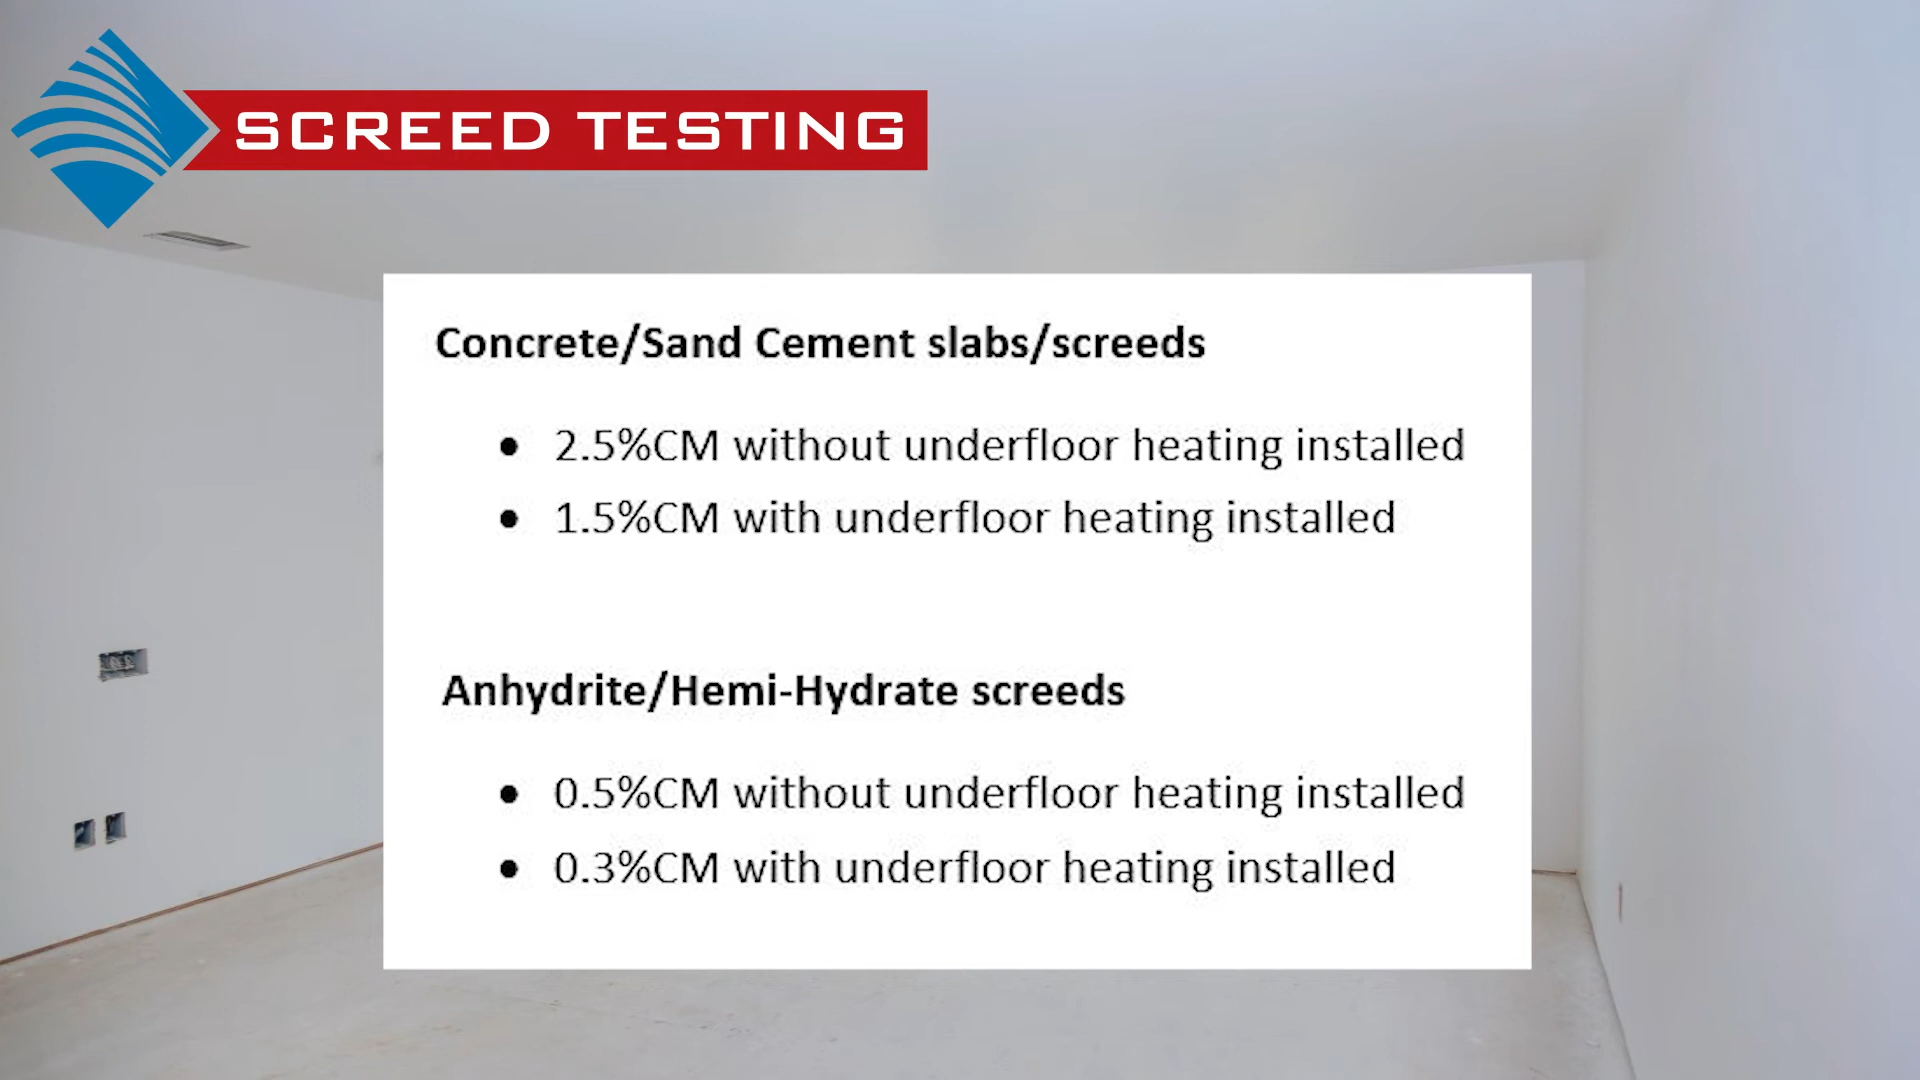 SCREED TESTING
Concrete/Sand Cement slabs/screeds
• 2.5%CM without underfloor heating installed
• 1.5%CM with underfloor heating installed
Anhydrite/Hemi-Hydrate screeds
• 0.5%CM without underfloor heating installed
• 0.3%CM with underfloor heating installed